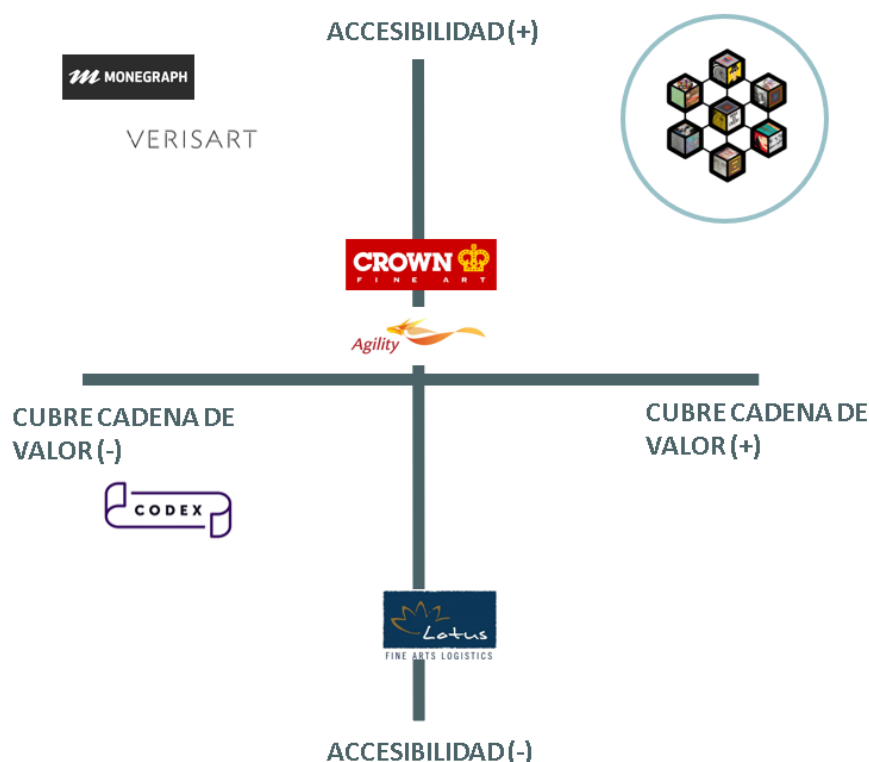 ACCESIBILIDAD (+)
m MONEGRAPH
VERISART
CROWN
FINE ART
Agility
CUBRE CADENA DE
VALOR (-)
CUBRE CADENA DE
VALOR (+)
CODEX
Lotus
FINE ARTS LOGISTICS
ACCESIBILIDAD (-)